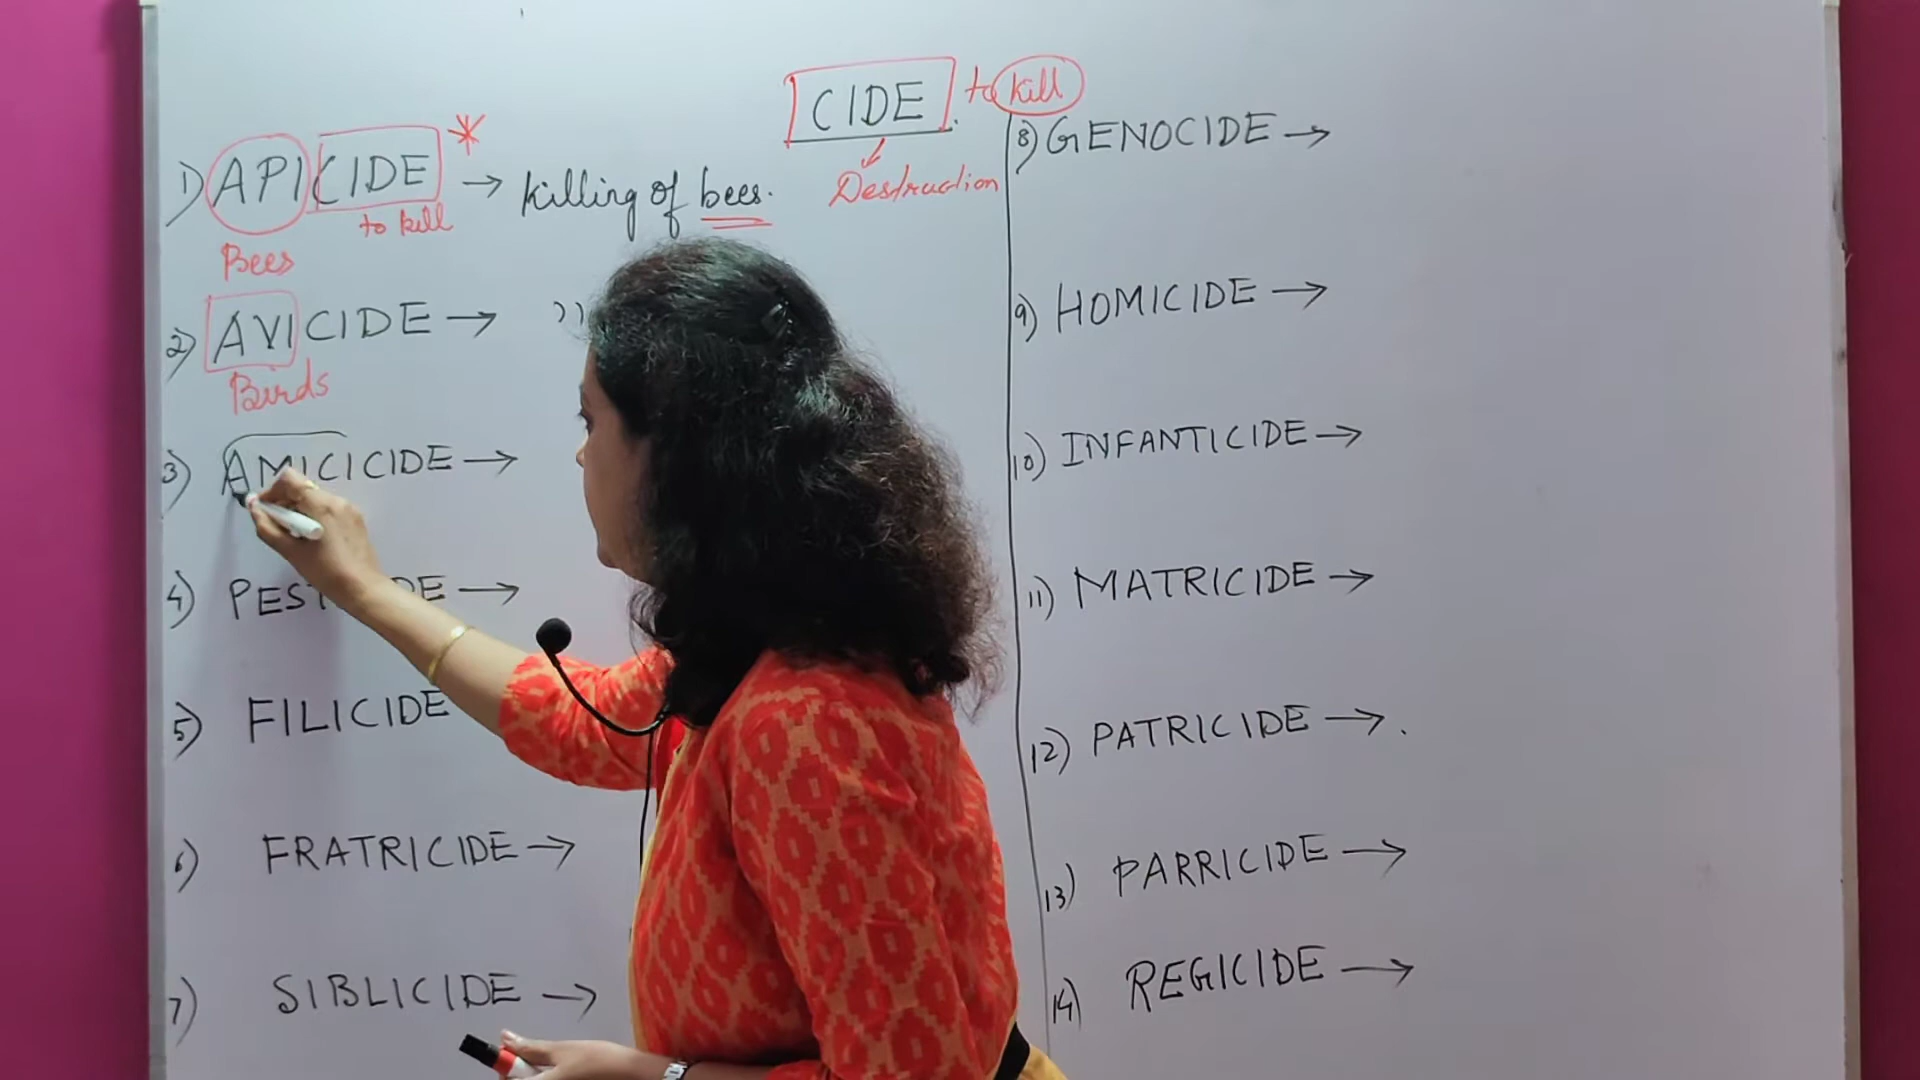 CIDE. to kill
Destruction
1) APICIDE * → killing of bees.
Bees
to kill
2) AVICIDE → ))
Birds
3) AMICICIDE →
4)
5) FILICIDE
6) FRATRICIDE →
7) SIBLICIDE →
8) GENOCIDE →
9) HOMICIDE →
10) INFANTICIDE →
11) MATRICIDE →
12) PATRICIDE → .
13) PARRICIDE →
14) REGICIDE →